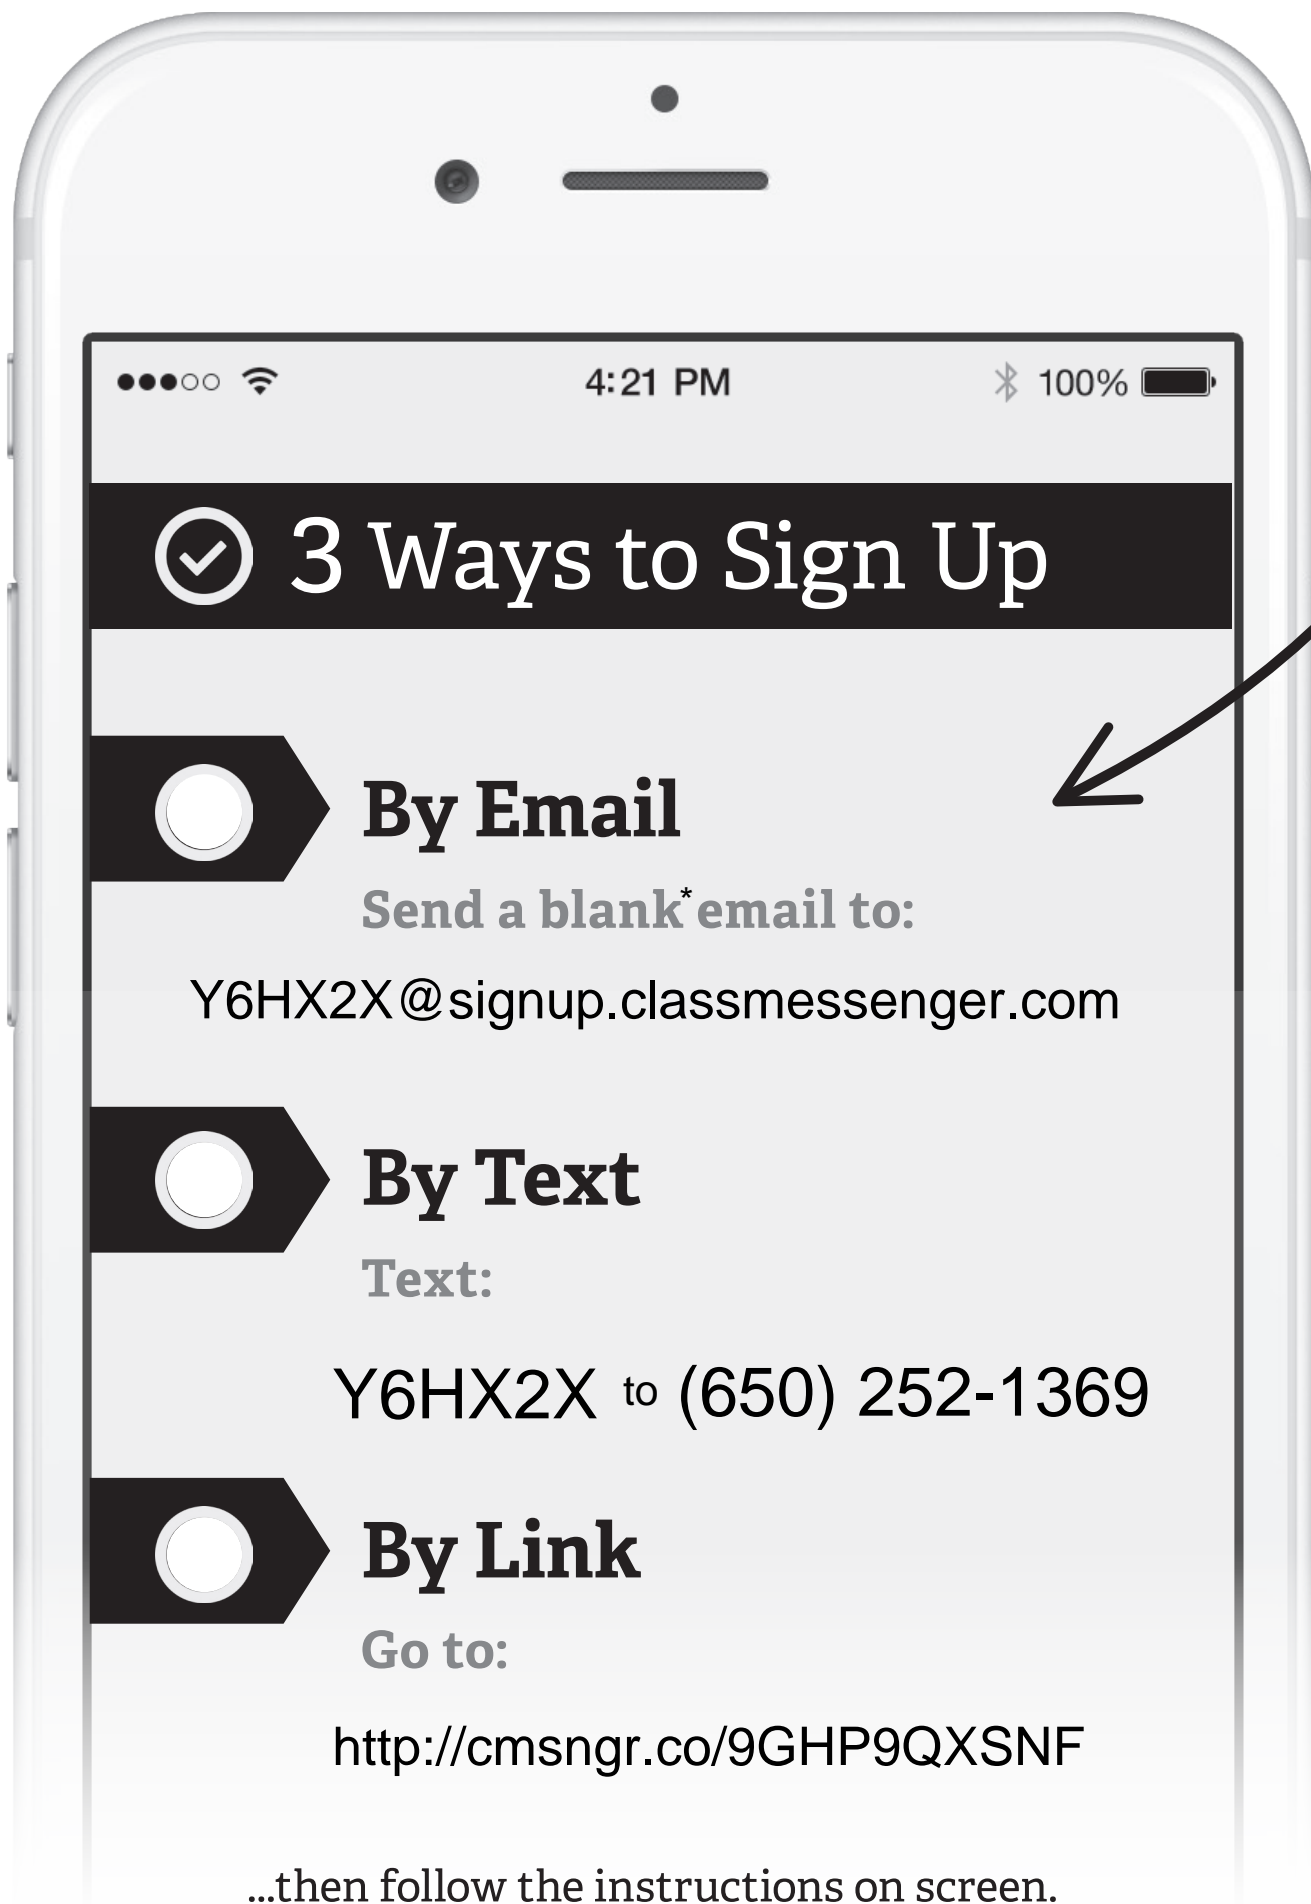 4:21 PM 100%
3 Ways to Sign Up
By Email
Send a blank* email to:
Y6HX2X@signup.classmessenger.com
By Text
Text:
Y6HX2X to (650) 252-1369
By Link
Go to:
http://cmsngr.co/9GHP9QXSNF
...then follow the instructions on screen.